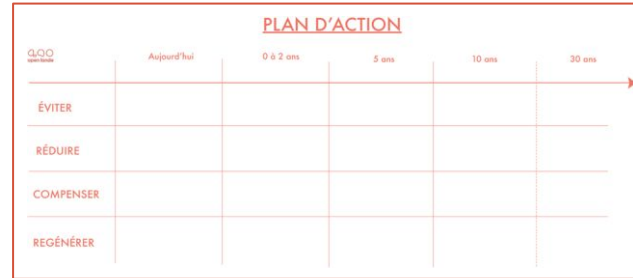 PLAN D'ACTION
Aujourd'hui 0 à 2 ans 5 ans 10 ans 30 ans
ÉVITER
RÉDUIRE
COMPENSER
REGÉNÉRER